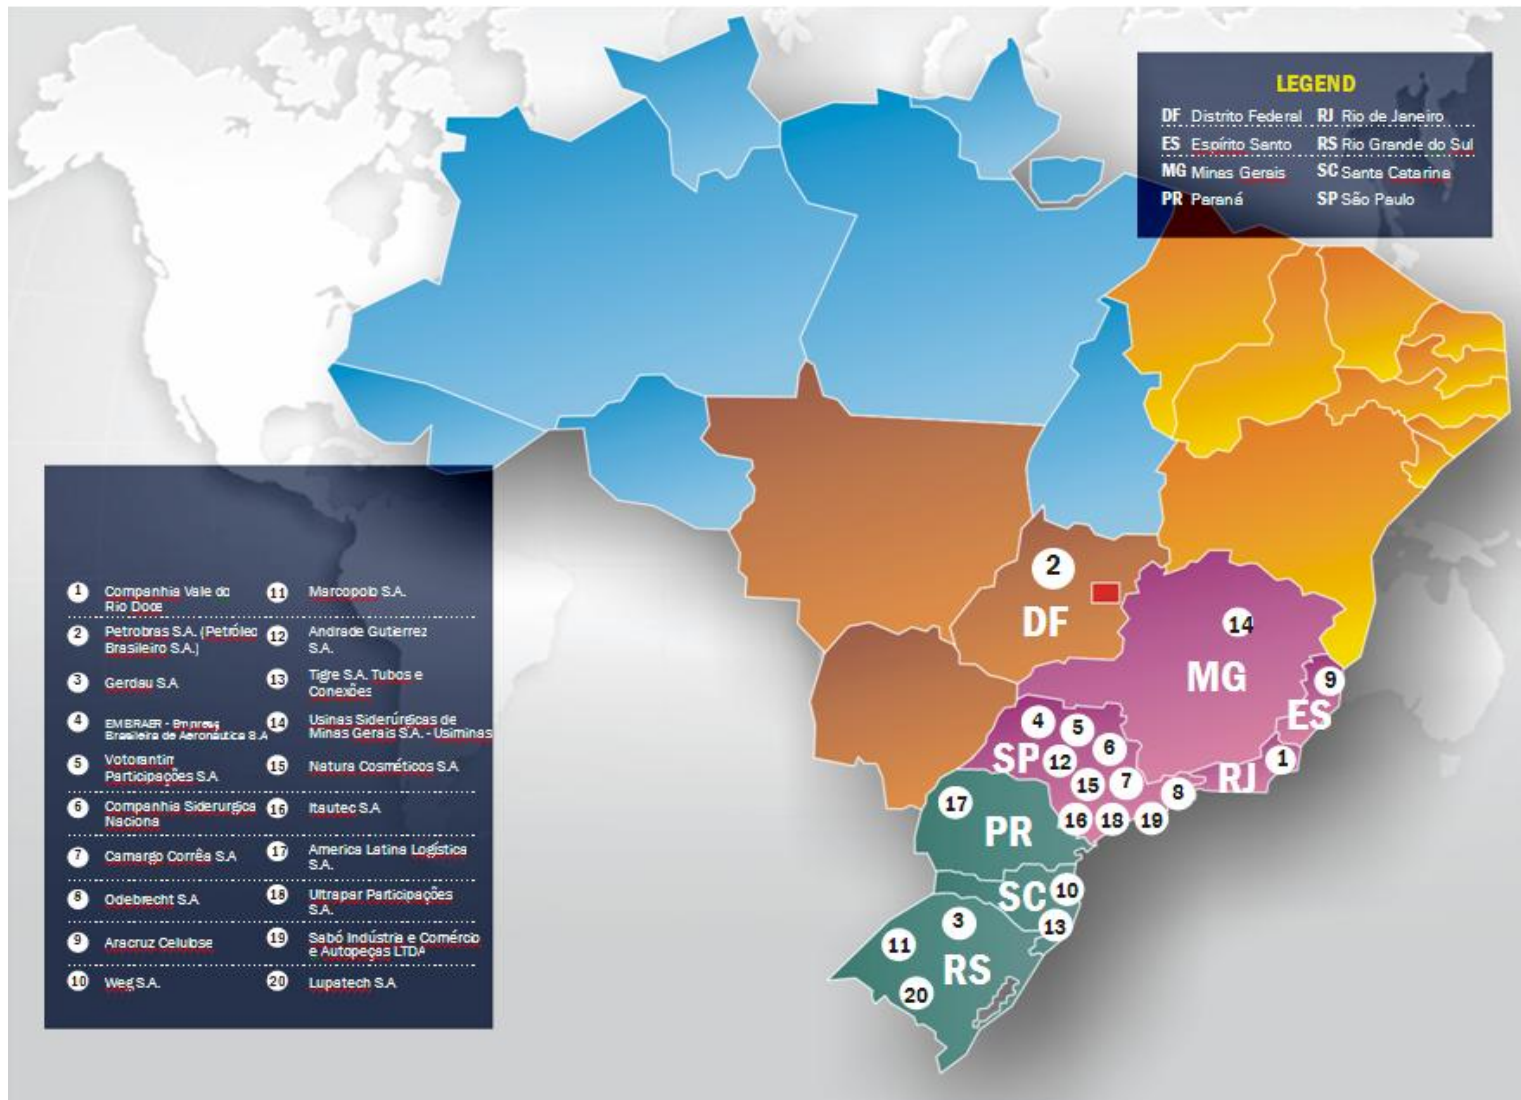 LEGEND
DF Distrito Federal RJ Rio de Janeiro
ES Espírito Santo RS Rio Grande do Sul
MG Minas Gerais SC Santa Catarina
PR Paraná SP São Paulo
2
DF
14
MG
9
ES
4
5
6
SP
12
1
RJ
15
7
8
17
16
18
19
PR
SC
10
3
13
11
RS
20
1 Companhia Vale do
Rio Doce
2 Petrobras S.A. (Petróleo
Brasileiro S.A.)
3 Gerdau S.A
4 EMBRAER - Empresa
Brasileira de Aeronáutica S.A
5 Votorantim
Participações S.A
6 Companhia Siderurgica
Naciona
7 Camargo Corrêa S.A
8 Odebrecht S.A
9 Aracruz Celulose
10 Weg S.A.
11 Marcopolo S.A.
12 Andrade Gutierrez
S.A.
13 Tigre S.A. Tubos e
Conexões
14 Usinas Siderúrgicas de
Minas Gerais S.A. - Usiminas
15 Natura Cosméticos S.A
16 Itautec S.A
17 America Latina Logística
S.A.
18 Ultrapar Participações
S.A.
19 Sabó Indústria e Comércio
e Autopeças LTDA
20 Lupatech S.A